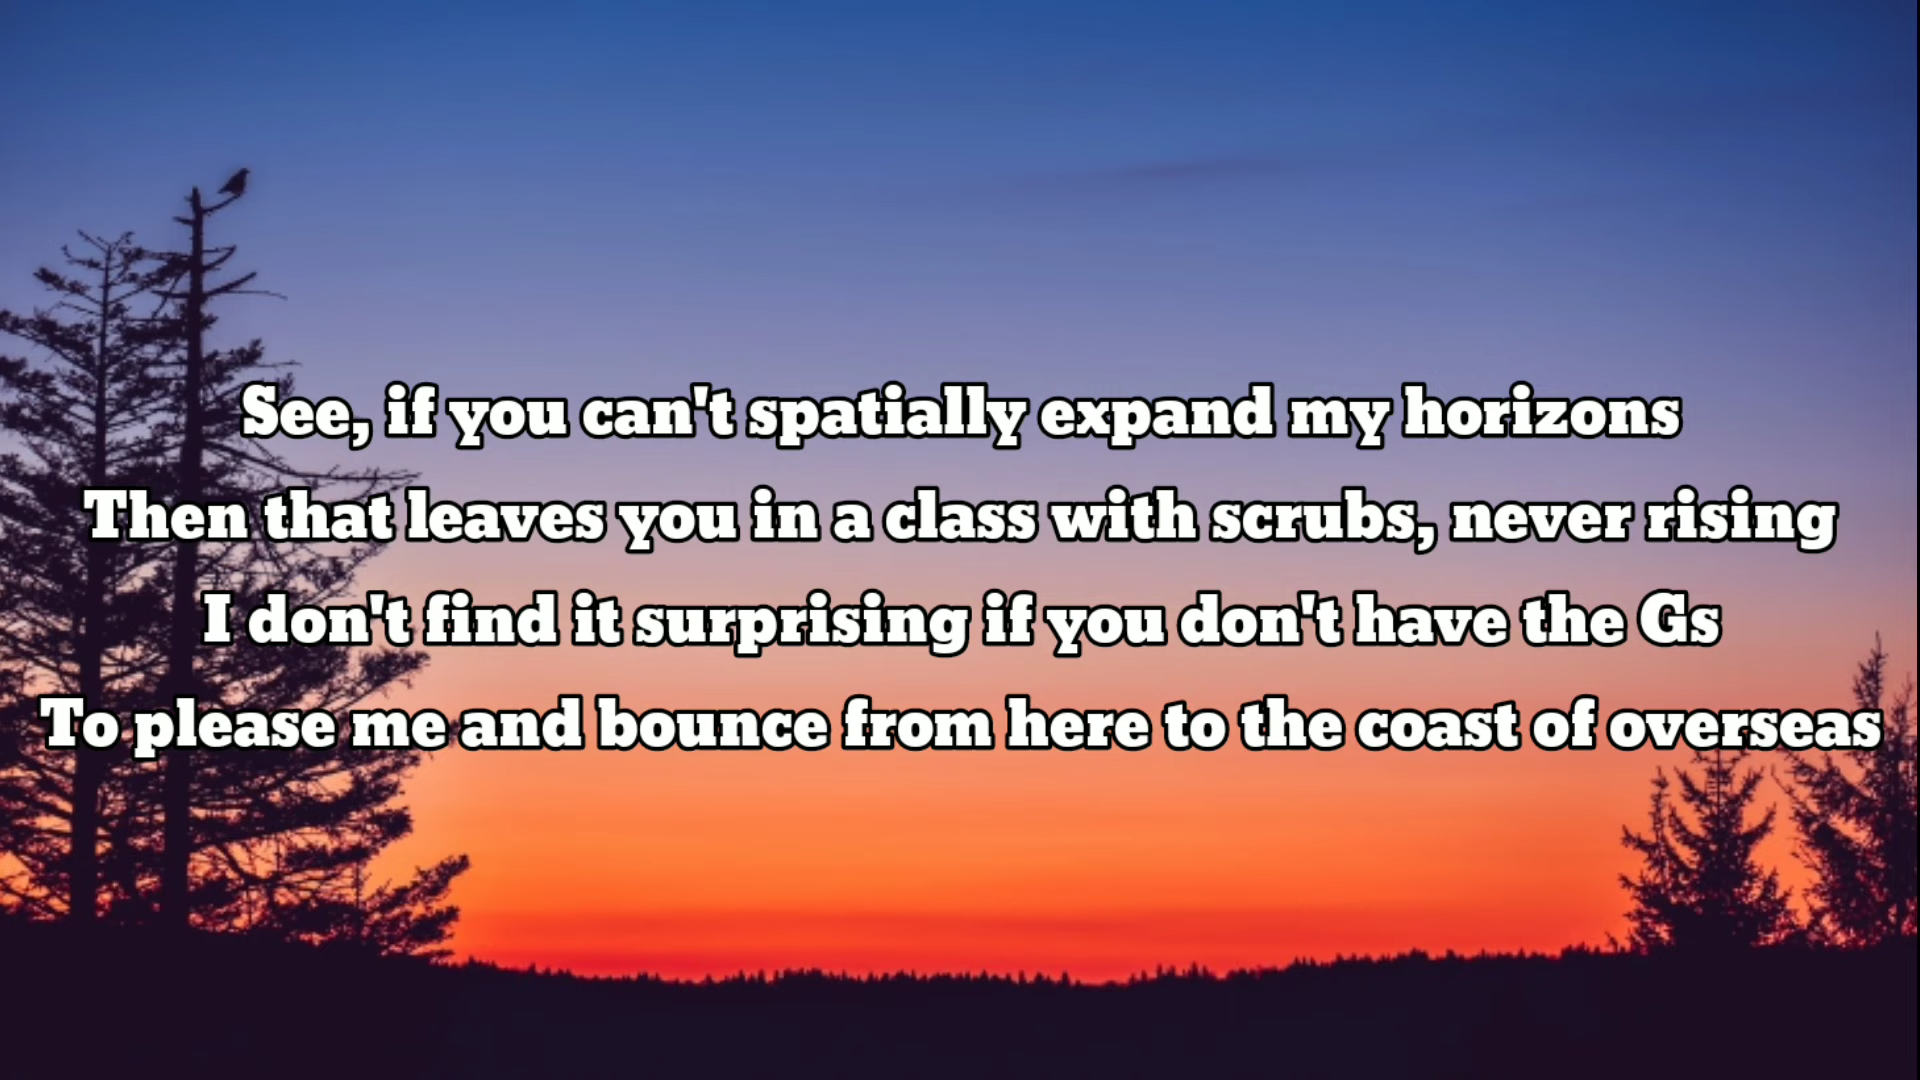 See, if you can't spatially expand my horizons
Then that leaves you in a class with scrubs, never rising
I don't find it surprising if you don't have the Gs
To please me and bounce from here to the coast of overseas